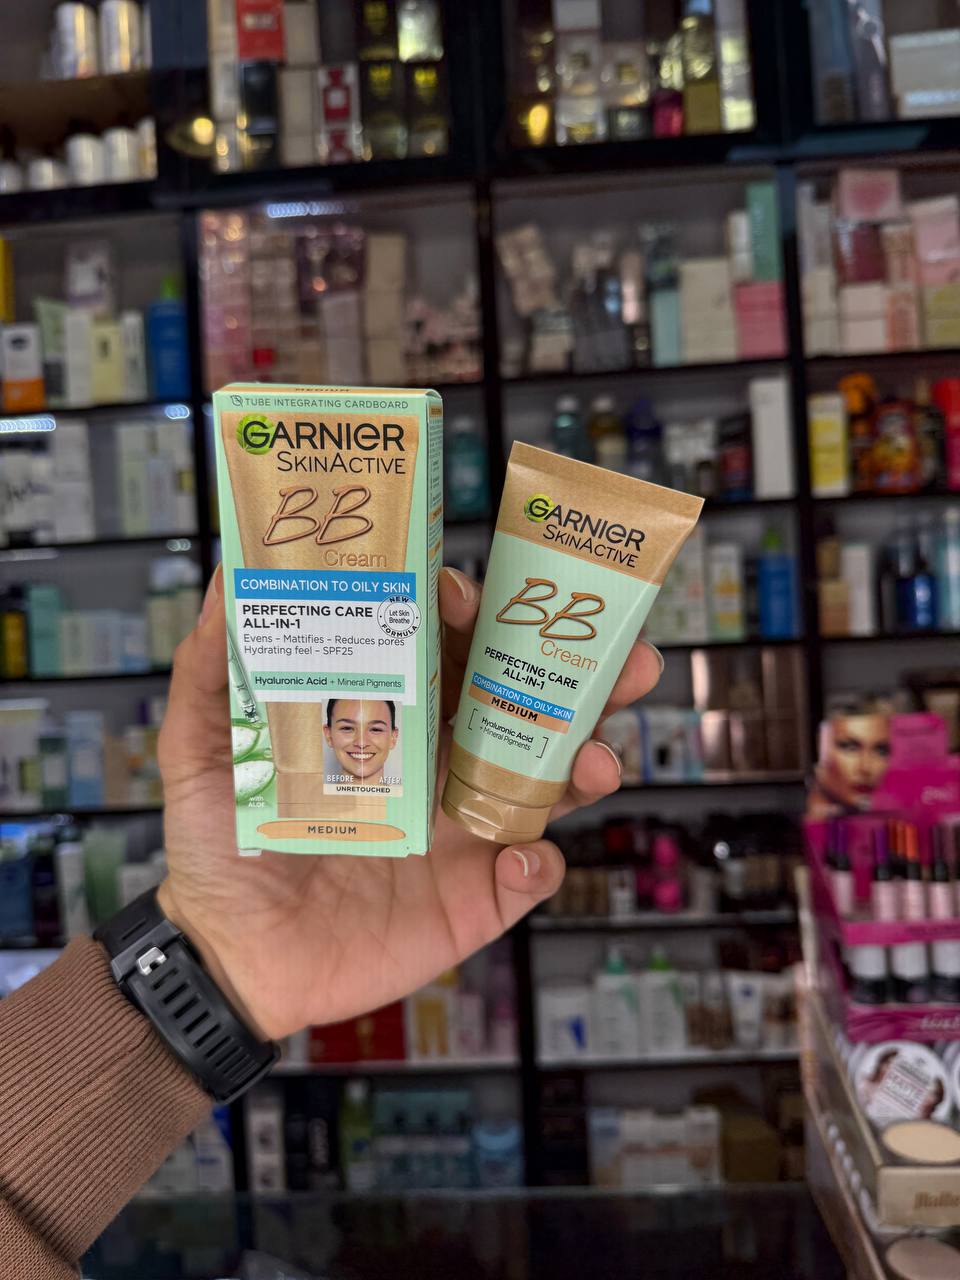 MEDIUM
TUBE INTEGRATING CARDBOARD
GARNIER
SKINACTIVE
BB
Cream
COMBINATION TO OILY SKIN
PERFECTING CARE
ALL-IN-1
NEW
Let Skin
Breathe
FORMULA
Evens – Mattifies – Reduces pores
Hydrating feel – SPF25
Hyaluronic Acid + Mineral Pigments
BEFORE
AFTER
UNRETOUCHED
with
ALOE
MEDIUM
GARNIER
SKINACTIVE
BB
Cream
PERFECTING CARE
ALL-IN-1
COMBINATION TO OILY SKIN
MEDIUM
Hyaluronic Acid
+ Mineral Pigments
MATTE